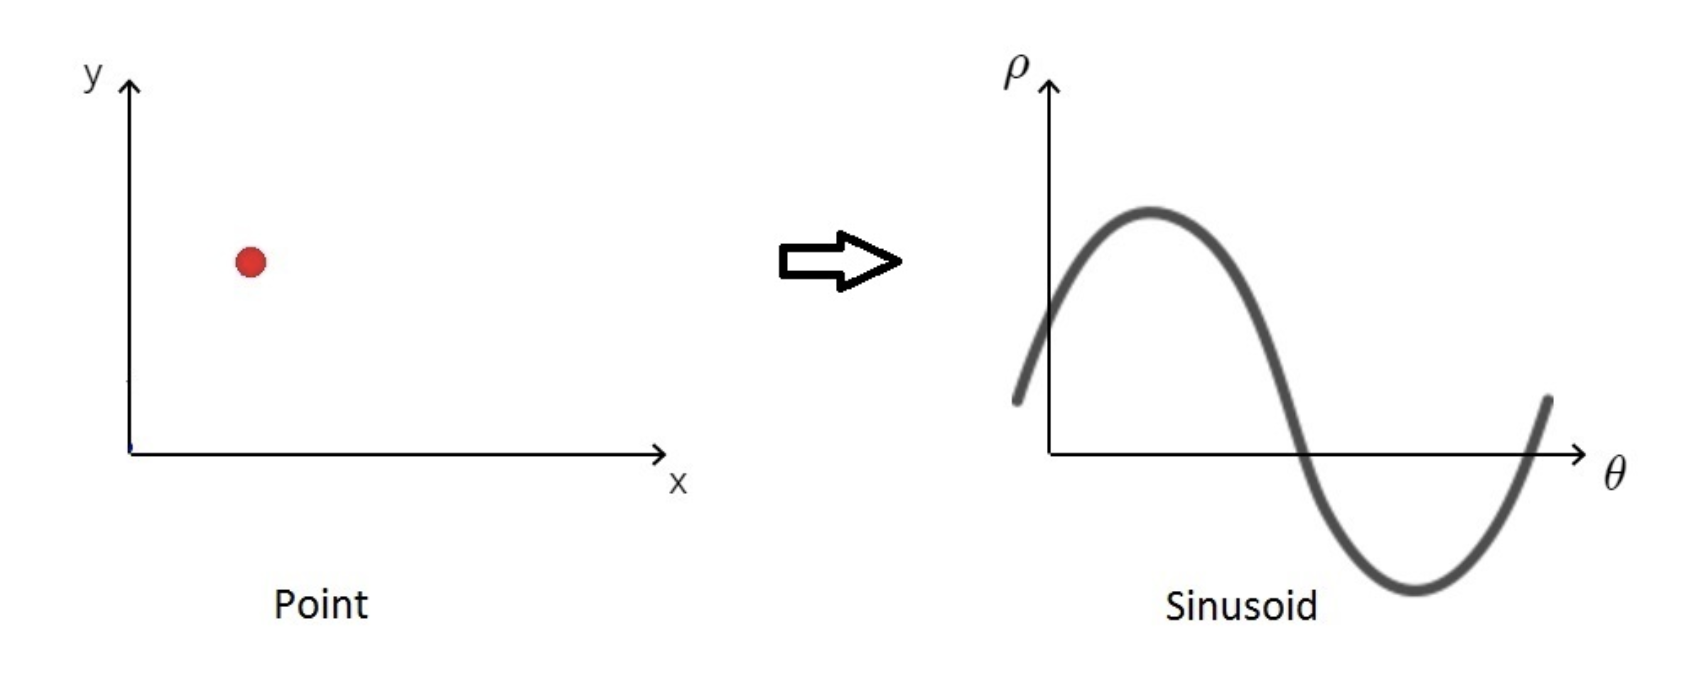 y
x
Point
ρ
θ
Sinusoid